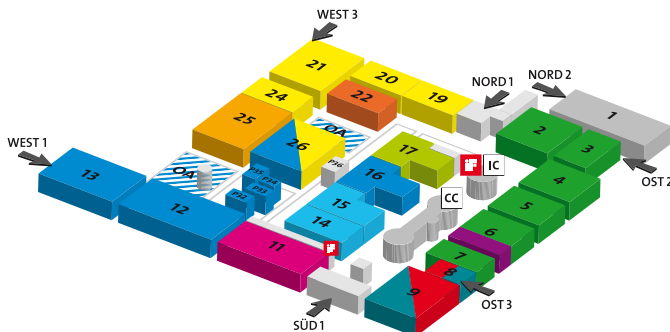 WEST 3
21
20
19
NORD 1
NORD 2
1
24
22
25
OA
26
2
3
WEST 1
17
IC
OST 2
P36
16
4
13
OA
P35
P34
P33
P32
CC
5
15
12
14
6
11
7
8
9
OST 3
SÜD 1